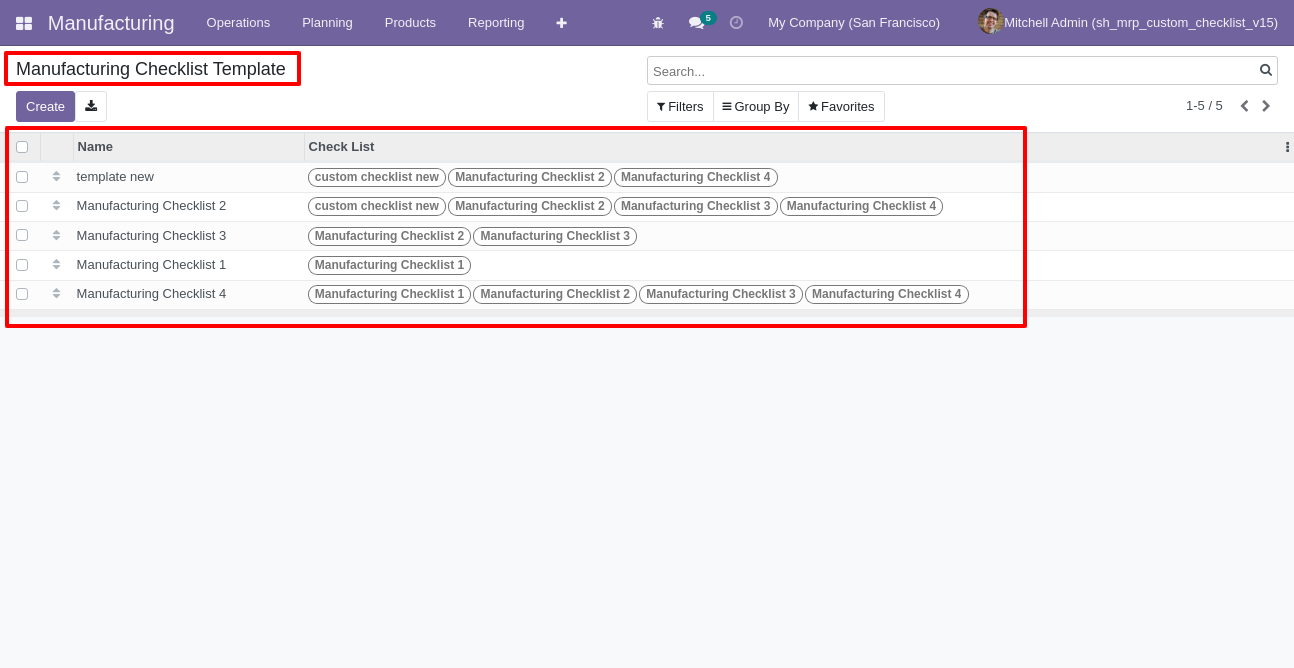 Manufacturing Operations Planning Products Reporting 5 My Company (San Francisco) Mitchell Admin (sh_mrp_custom_checklist_v15)
Manufacturing Checklist Template
Search...
Create Filters Group By Favorites 1-5 / 5
Name Check List
template new custom checklist new Manufacturing Checklist 2 Manufacturing Checklist 4
Manufacturing Checklist 2 custom checklist new Manufacturing Checklist 2 Manufacturing Checklist 3 Manufacturing Checklist 4
Manufacturing Checklist 3 Manufacturing Checklist 2 Manufacturing Checklist 3
Manufacturing Checklist 1 Manufacturing Checklist 1
Manufacturing Checklist 4 Manufacturing Checklist 1 Manufacturing Checklist 2 Manufacturing Checklist 3 Manufacturing Checklist 4